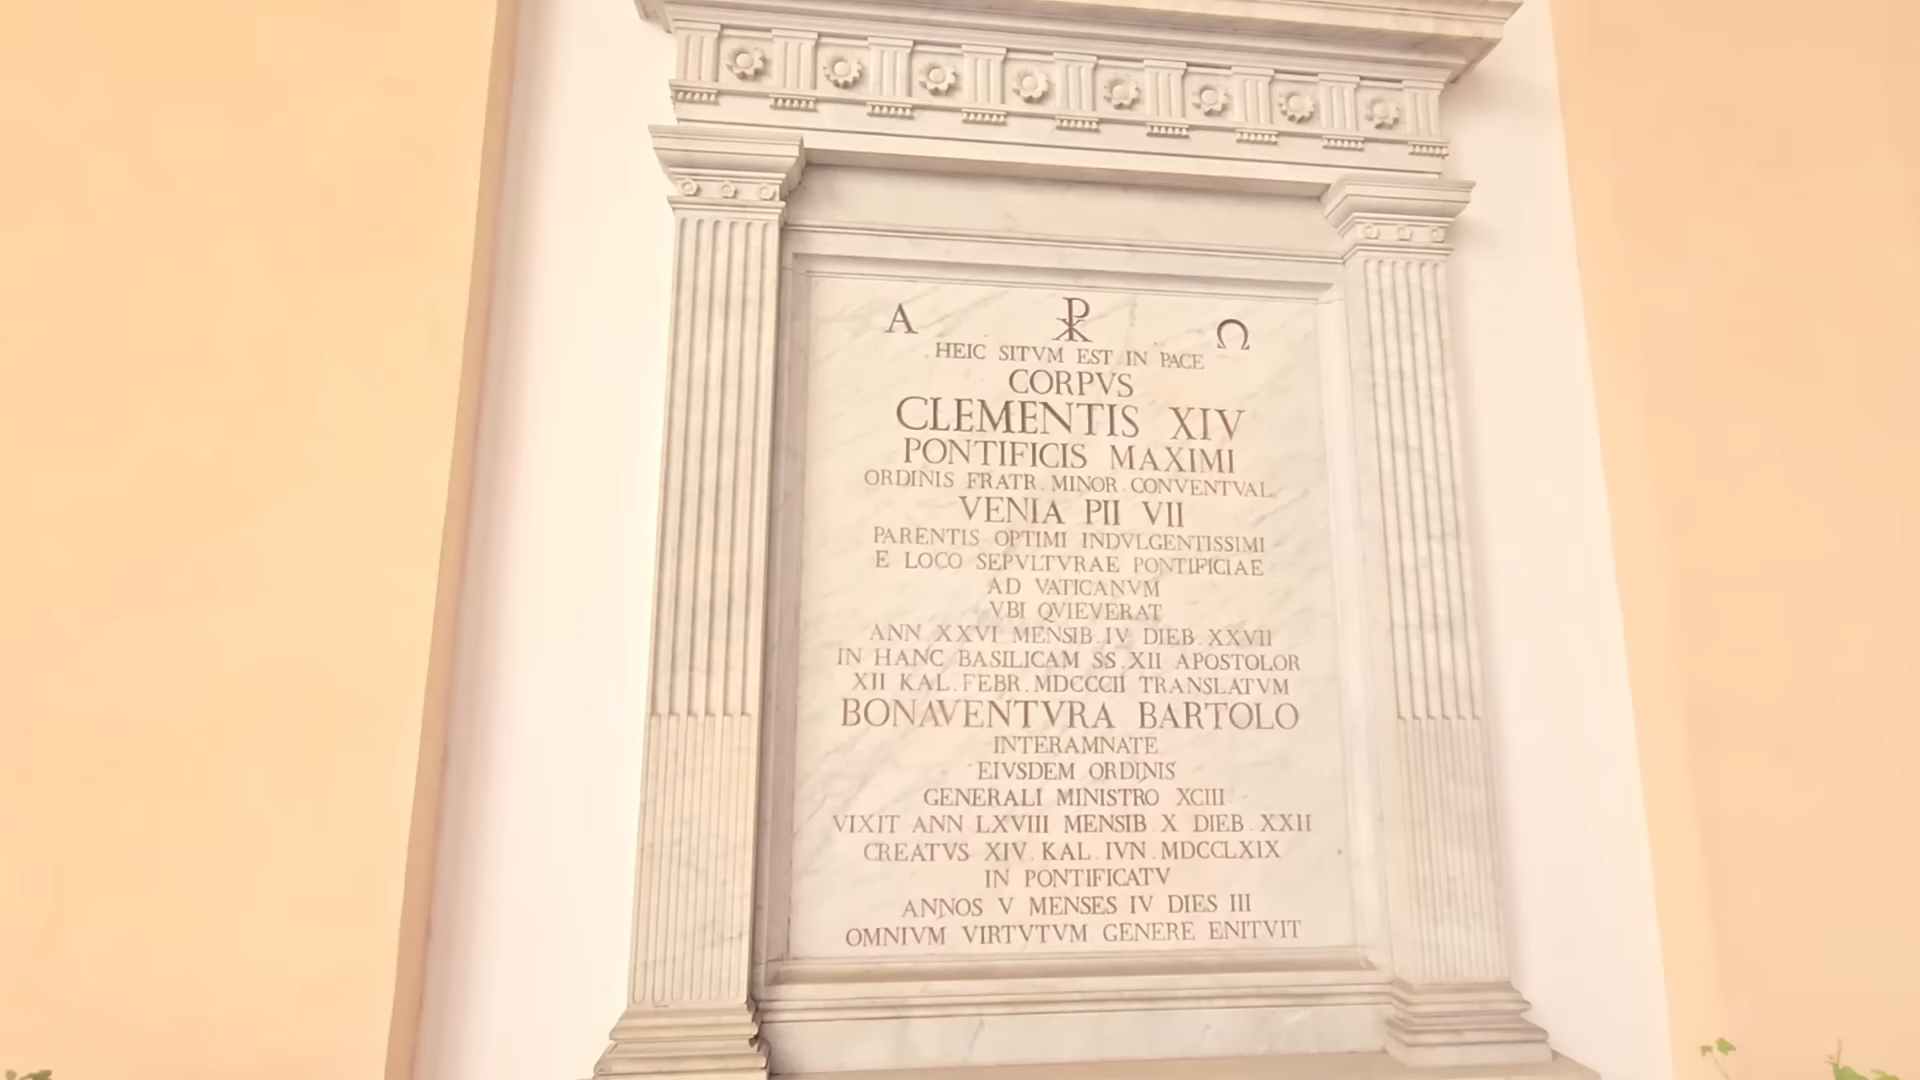 Α ☧ Ω
HEIC SITVM EST IN PACE
CORPVS
CLEMENTIS XIV
PONTIFICIS MAXIMI
ORDINIS FRATR. MINOR. CONVENTVAL.
VENIA PII VII
PARENTIS OPTIMI INDVLGENTISSIMI
E LOCO SEPVLTVRAE PONTIFICIAE
AD VATICANVM
VBI QVIEVERAT
ANN. XXVI MENSIB. IV DIEB. XXVII
IN HANC BASILICAM SS. XII APOSTOLOR
XII KAL. FEBR. MDCCCII TRANSLATVM
BONAVENTVRA BARTOLO
INTERAMNATE
EIVSDEM ORDINIS
GENERALI MINISTRO XCIII
VIXIT ANN LXVIII MENSIB. X DIEB. XXII
CREATVS XIV. KAL. IVN. MDCCLXIX
IN PONTIFICATV
ANNOS V MENSES IV DIES III
OMNIVM VIRTVTVM GENERE ENITVIT